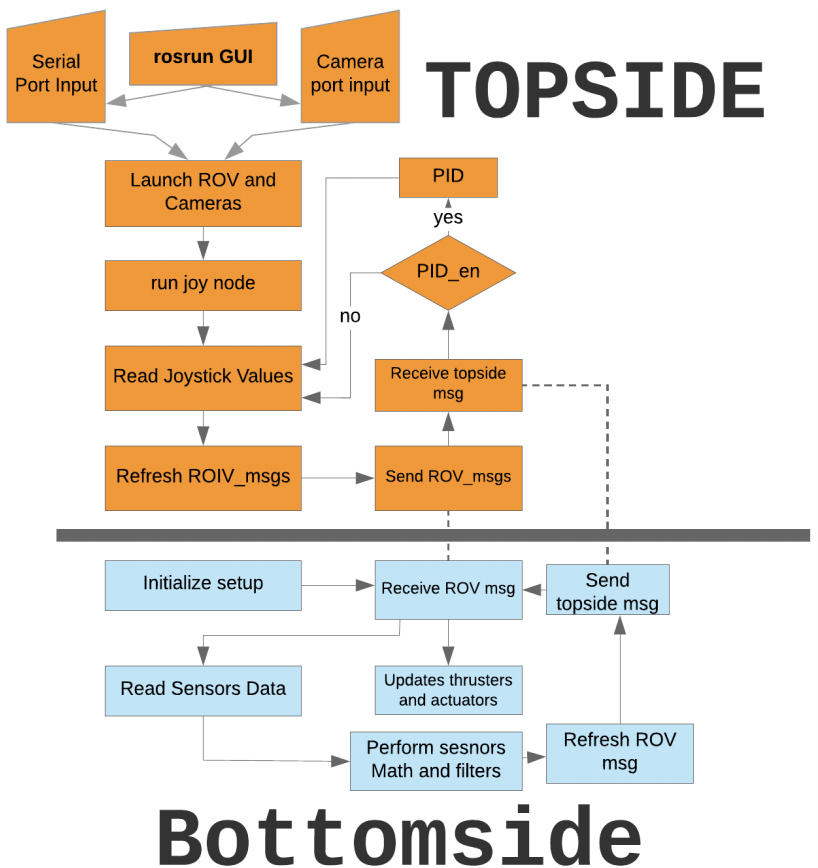 Serial
Port Input
rosrun GUI
Camera
port input
TOPSIDE
Launch ROV and
Cameras
PID
yes
run joy node
PID_en
no
Read Joystick Values
Receive topside
msg
Refresh ROIV_msgs
Send ROV_msgs
Initialize setup
Receive ROV msg
Send
topside msg
Read Sensors Data
Updates thrusters
and actuators
Perform sesnors
Math and filters
Refresh ROV
msg
Bottomside